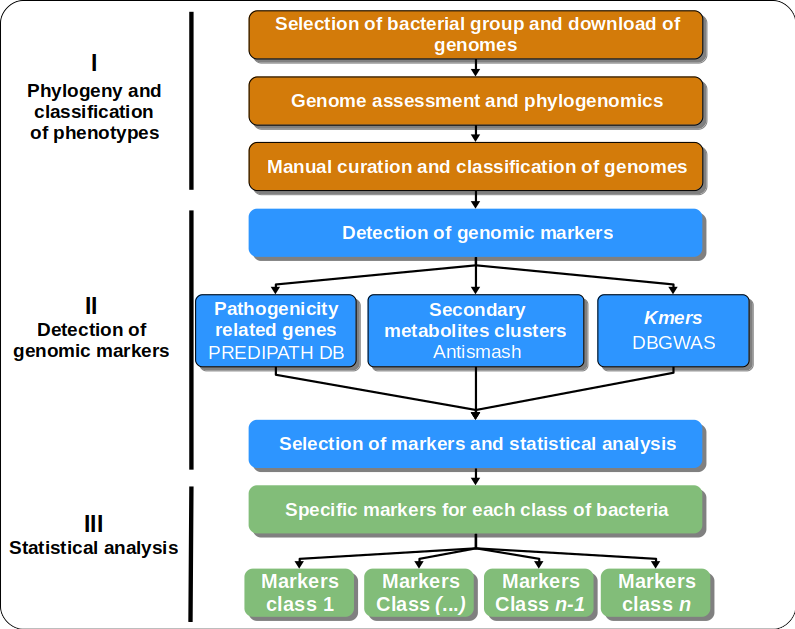 I
Phylogeny and
classification
of phenotypes
Selection of bacterial group and download of
genomes
Genome assessment and phylogenomics
Manual curation and classification of genomes
II
Detection of
genomic markers
Detection of genomic markers
Pathogenicity
related genes
PREDIPATH DB
Secondary
metabolites clusters
Antismash
Kmers
DBGWAS
Selection of markers and statistical analysis
III
Statistical analysis
Specific markers for each class of bacteria
Markers
class 1
Markers
Class (...)
Markers
Class n-1
Markers
class n